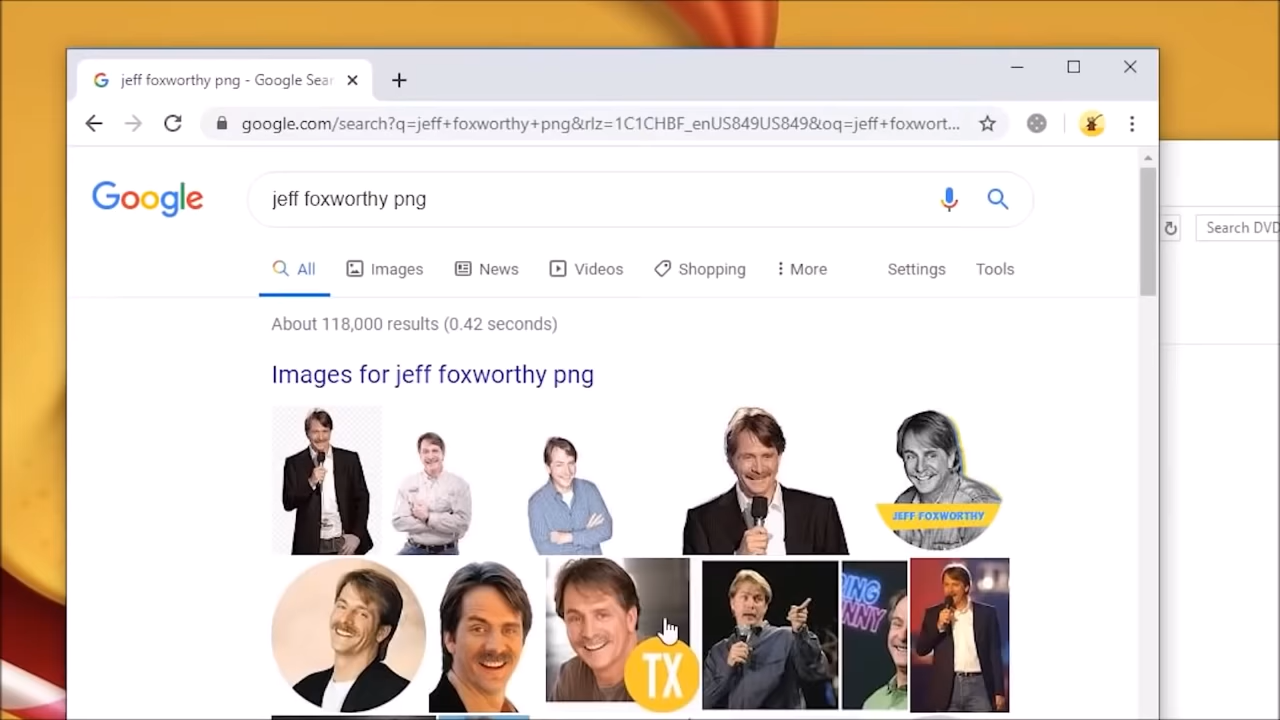 jeff foxworthy png - Google Sear
google.com/search?q=jeff+foxworthy+png&rlz=1C1CHBF_enUS849US849&oq=jeff+foxwort...
Google
jeff foxworthy png
Search DVD
All Images News Videos Shopping More Settings Tools
About 118,000 results (0.42 seconds)
Images for jeff foxworthy png
JEFF FOXWORTHY
ING
NNY
TX